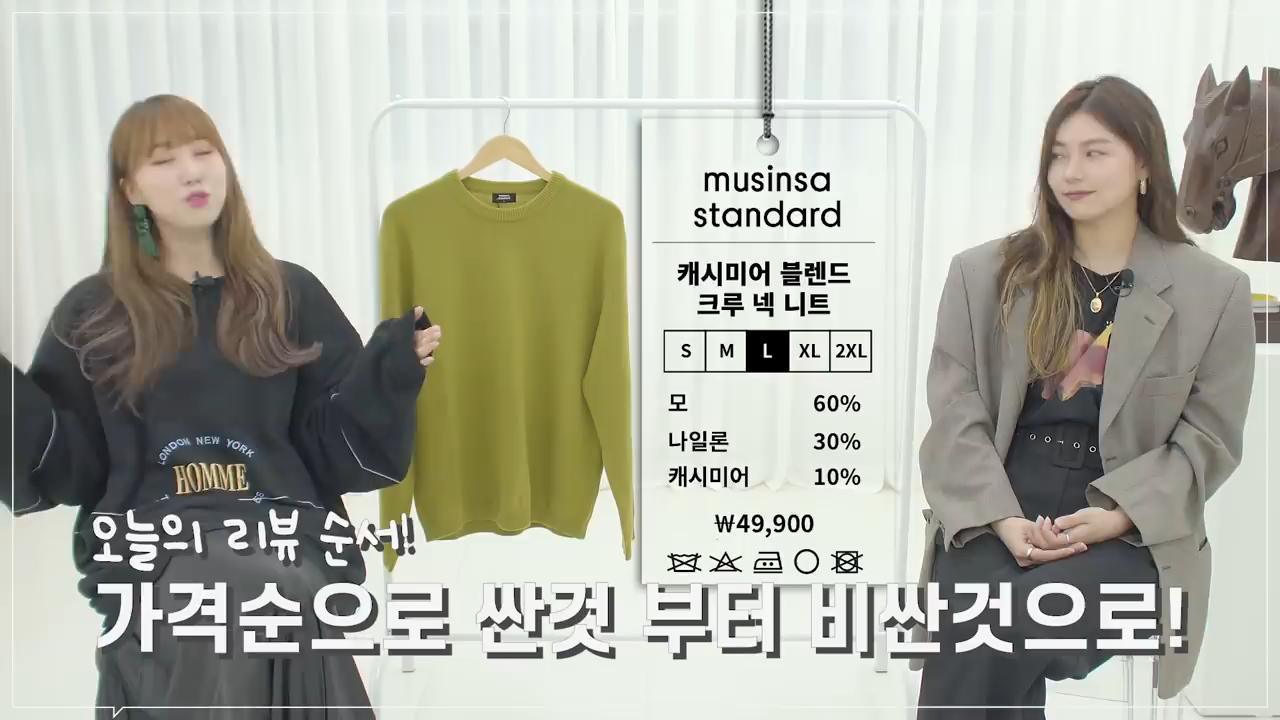 musinsa
standard
캐시미어 블렌드
크루 넥 니트
S M L XL 2XL
모 60%
나일론 30%
캐시미어 10%
₩49,900
LONDON NEW YORK
HOMME
오늘의 리뷰 순서!!
가격순으로 싼것 부터 비싼것으로!